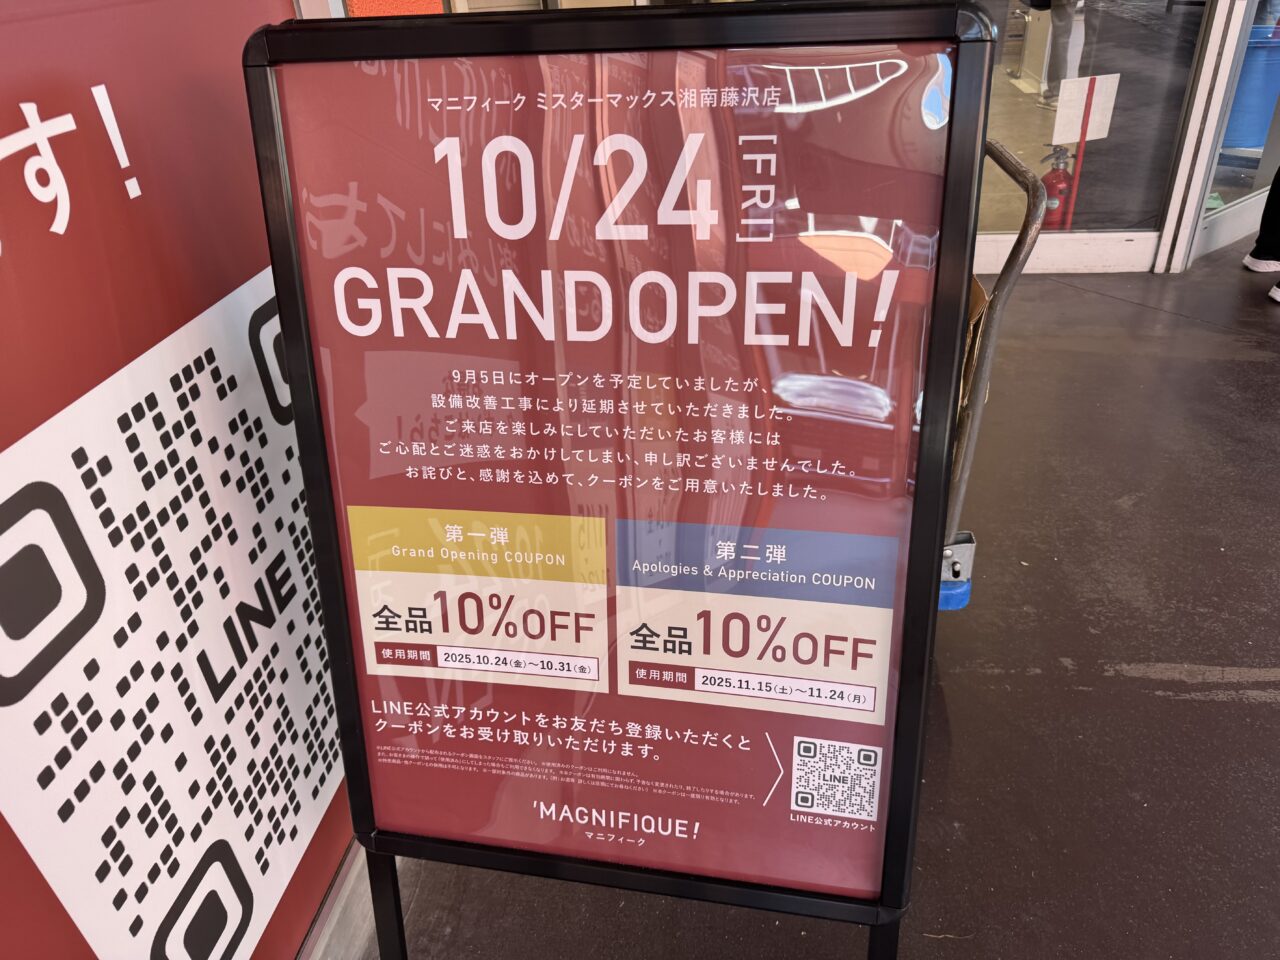 す!
LINE
マニフィーク ミスターマックス湘南藤沢店
10/24 [FRI]
GRAND OPEN!
9月5日にオープンを予定していましたが、
設備改善工事により延期させていただきました。
ご来店を楽しみにしていただいたお客様には
ご心配とご迷惑をおかけしてしまい、申し訳ございませんでした。
お詫びと、感謝を込めて、クーポンをご用意いたしました。
第一弾
Grand Opening COUPON
全品10%OFF
使用期間 2025.10.24(金)〜10.31(金)
第二弾
Apologies & Appreciation COUPON
全品10%OFF
使用期間 2025.11.15(土)〜11.24(月)
LINE公式アカウントをお友だち登録いただくと
クーポンをお受け取りいただけます。
LINE
LINE公式アカウント
'MAGNIFIQUE!
マニフィーク